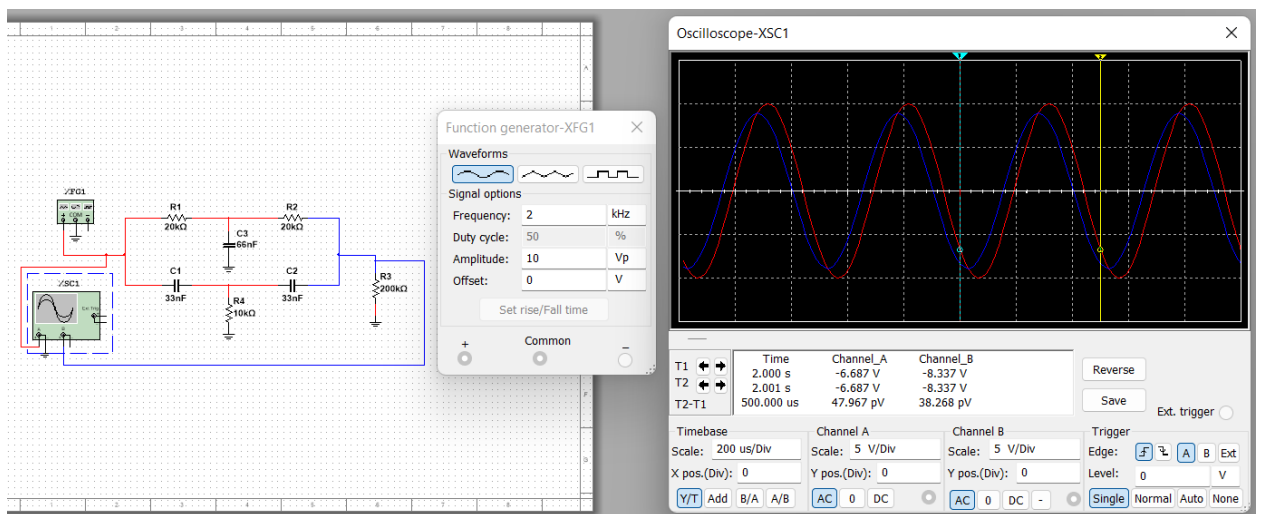 Oscilloscope-XSC1
Function generator-XFG1
Waveforms
Signal options
Frequency: 2 kHz
Duty cycle: 50 %
Amplitude: 10 Vp
Offset: 0 V
Set rise/Fall time
+ Common −
XFG1
COM
R1
20kΩ
R2
20kΩ
C3
66nF
C1
33nF
C2
33nF
R3
200kΩ
R4
10kΩ
XSC1
Ext Trig
A B
Time Channel_A Channel_B
T1 2.000 s -6.687 V -8.337 V
T2 2.001 s -6.687 V -8.337 V
T2-T1 500.000 us 47.967 pV 38.268 pV
Reverse
Save
Ext. trigger
Timebase
Scale: 200 us/Div
X pos.(Div): 0
Y/T Add B/A A/B
Channel A
Scale: 5 V/Div
Y pos.(Div): 0
AC 0 DC
Channel B
Scale: 5 V/Div
Y pos.(Div): 0
AC 0 DC -
Trigger
Edge: A B Ext
Level: 0 V
Single Normal Auto None